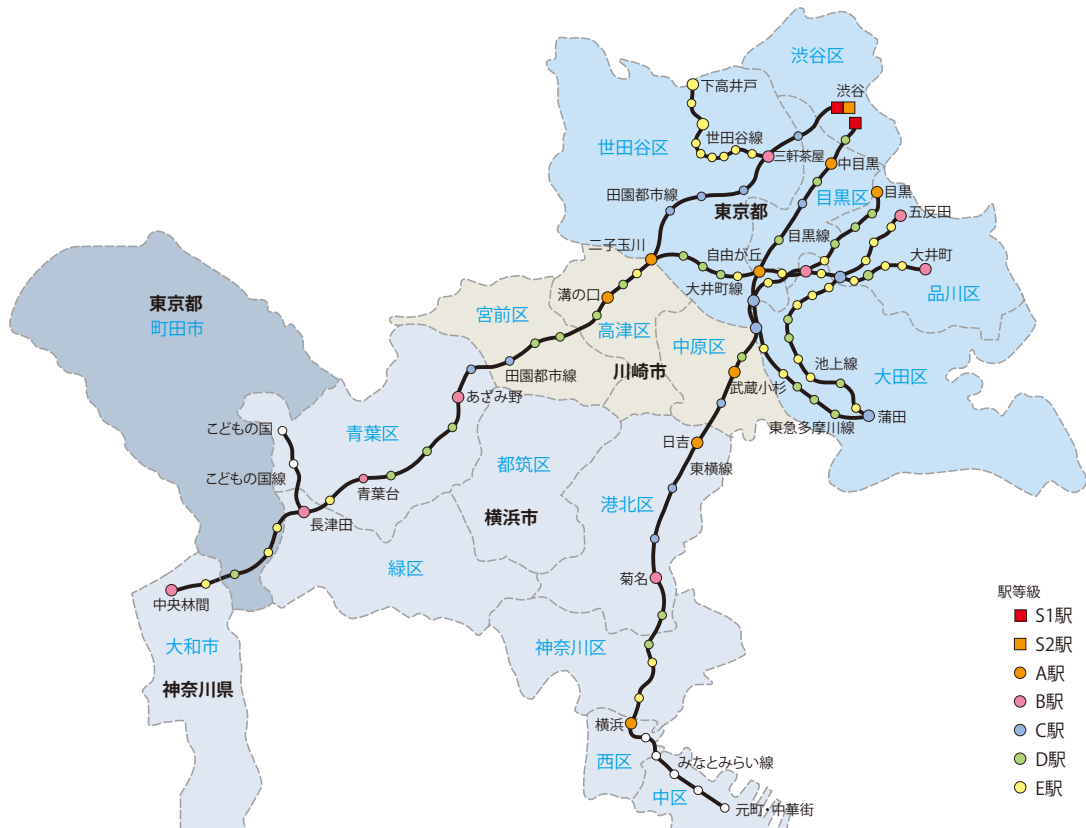 渋谷区
下高井戸
渋谷
世田谷線
世田谷区
三軒茶屋
中目黒
田園都市線
目黒区
目黒
東京都
五反田
目黒線
二子玉川
自由が丘
大井町
大井町線
品川区
東京都
町田市
溝の口
宮前区
高津区
中原区
川崎市
田園都市線
池上線
大田区
武蔵小杉
あざみ野
蒲田
東急多摩川線
こどもの国
青葉区
日吉
東横線
都筑区
こどもの国線
青葉台
港北区
横浜市
長津田
緑区
菊名
中央林間
大和市
神奈川区
神奈川県
横浜
西区
みなとみらい線
中区
元町・中華街
駅等級
S1駅
S2駅
A駅
B駅
C駅
D駅
E駅